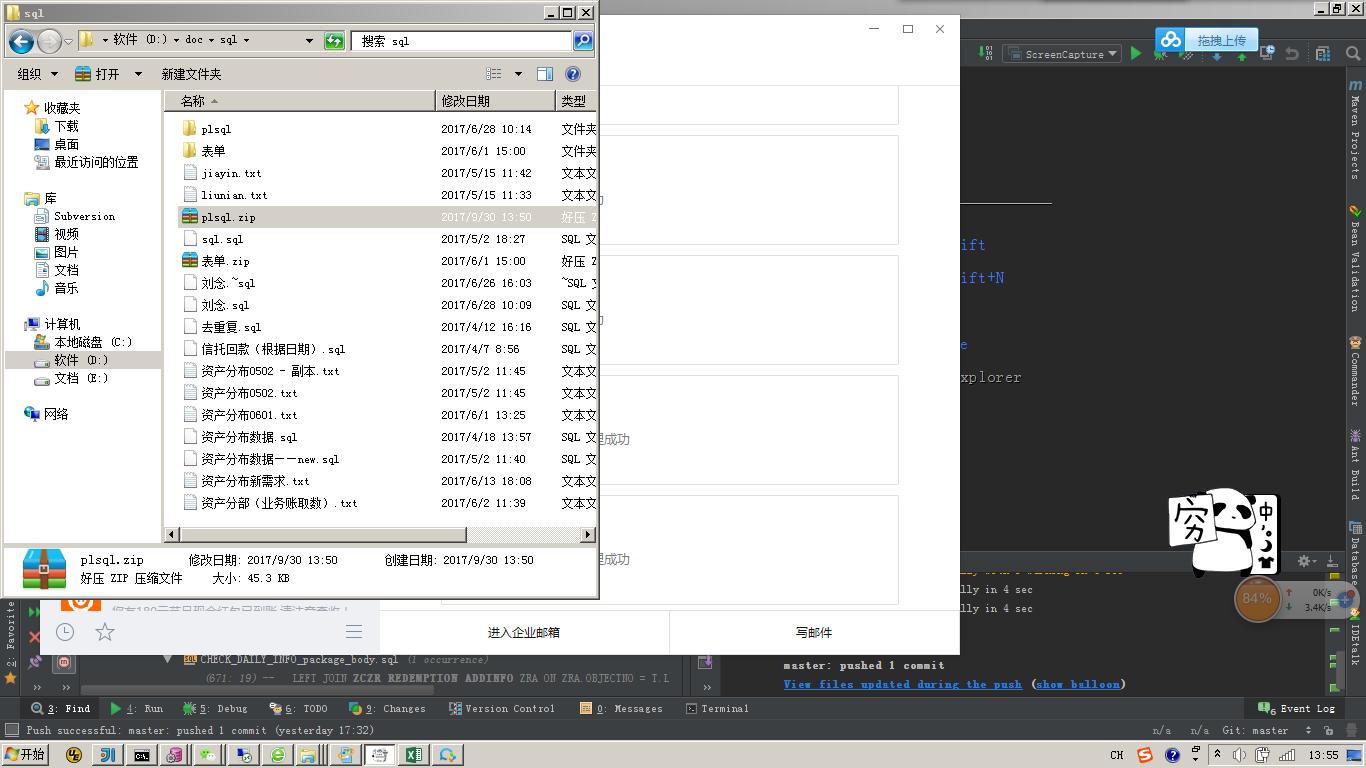 sql
软件 (D:) doc sql
搜索 sql
组织 打开 新建文件夹
收藏夹
下载
桌面
最近访问的位置
库
Subversion
视频
图片
文档
音乐
计算机
本地磁盘 (C:)
软件 (D:)
文档 (E:)
网络
名称 修改日期 类型
plsql 2017/6/28 10:14 文件夹
表单 2017/6/1 15:00 文件夹
jiayin.txt 2017/5/15 11:42 文本文
liunian.txt 2017/5/15 11:33 文本文
plsql.zip 2017/9/30 13:50 好压 Z
sql.sql 2017/5/2 18:27 SQL 文
表单.zip 2017/6/1 15:00 好压 Z
刘念.~sql 2017/6/26 16:03 ~SQL 文
刘念.sql 2017/6/28 10:09 SQL 文
去重复.sql 2017/4/12 16:16 SQL 文
信托回款（根据日期）.sql 2017/4/7 8:56 SQL 文
资产分布0502 - 副本.txt 2017/5/2 11:45 文本文
资产分布0502.txt 2017/5/2 11:45 文本文
资产分布0601.txt 2017/6/1 13:25 文本文
资产分布数据.sql 2017/4/18 13:57 SQL 文
资产分布数据——new.sql 2017/5/2 11:40 SQL 文
资产分布新需求.txt 2017/6/13 18:08 文本文
资产分部（业务账取数）.txt 2017/6/2 11:39 文本文
plsql.zip 修改日期: 2017/9/30 13:50 创建日期: 2017/9/30 13:50
好压 ZIP 压缩文件 大小: 45.3 KB
理成功
理成功
进入企业邮箱 写邮件
ScreenCapture
拖拽上传
ift
ift+N
e
xplorer
Maven Projects
Bean Validation
Commander
Ant Build
Database
IDEtalk
穷
中
84% 0K/s
3.4K/s
lly in 4 sec
lly in 4 sec
2: Favorite
CHECK_DAILY_INFO_package_body.sql (1 occurrence)
(671: 19) -- LEFT JOIN ZCZR_REDEMPTION_ADDINFO ZRA ON ZRA.OBJECTNO = T.L
master: pushed 1 commit
View files updated during the push (show balloon)
3: Find 4: Run 5: Debug 6: TODO 9: Changes Version Control 0: Messages Terminal 6 Event Log
Push successful: master: pushed 1 commit (yesterday 17:32) n/a n/a Git: master
开始 CH 13:55